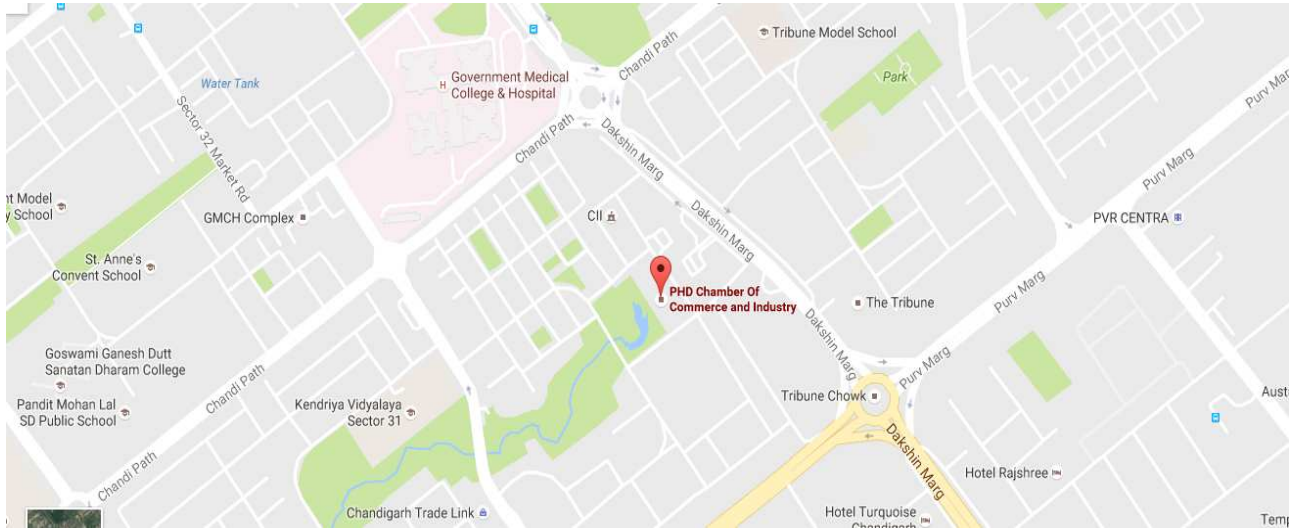 Tribune Model School
Chandi Path
Park
Purv Marg
Water Tank
Government Medical
College & Hospital
Sector 32 Market Rd
Chandi Path
Dakshin Marg
Purv Marg
nt Model
y School
GMCH Complex
CII
Dakshin Marg
PVR CENTRA
St. Anne's
Convent School
PHD Chamber Of
Commerce and Industry
The Tribune
Purv Marg
Dakshin Marg
Goswami Ganesh Dutt
Sanatan Dharam College
Chandi Path
Purv Marg
Pandit Mohan Lal
SD Public School
Kendriya Vidyalaya
Sector 31
Tribune Chowk
Aust
Dakshin Marg
Chandi Path
Hotel Rajshree
Chandigarh Trade Link
Hotel Turquoise
Chandigarh
Temp